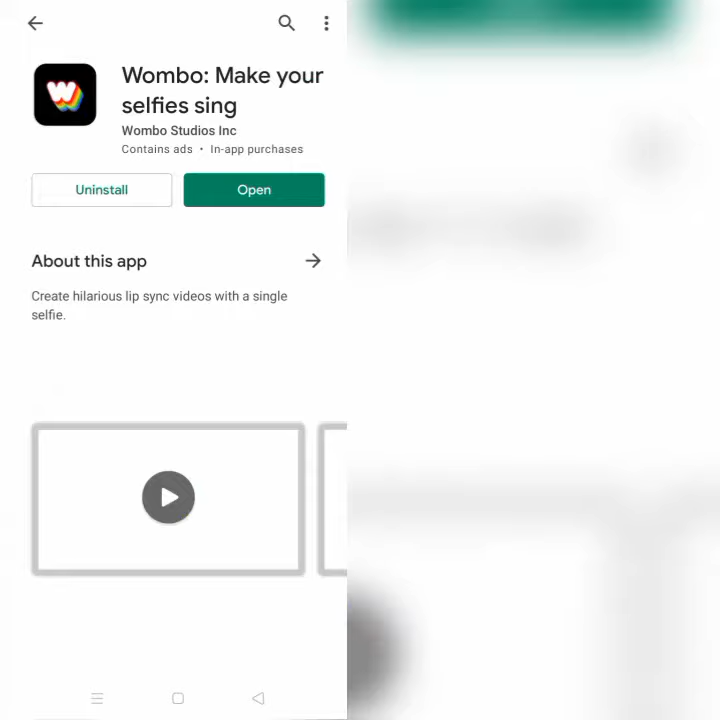 Wombo: Make your
selfies sing
Wombo Studios Inc
Contains ads • In-app purchases
Uninstall
Open
About this app
Create hilarious lip sync videos with a single
selfie.